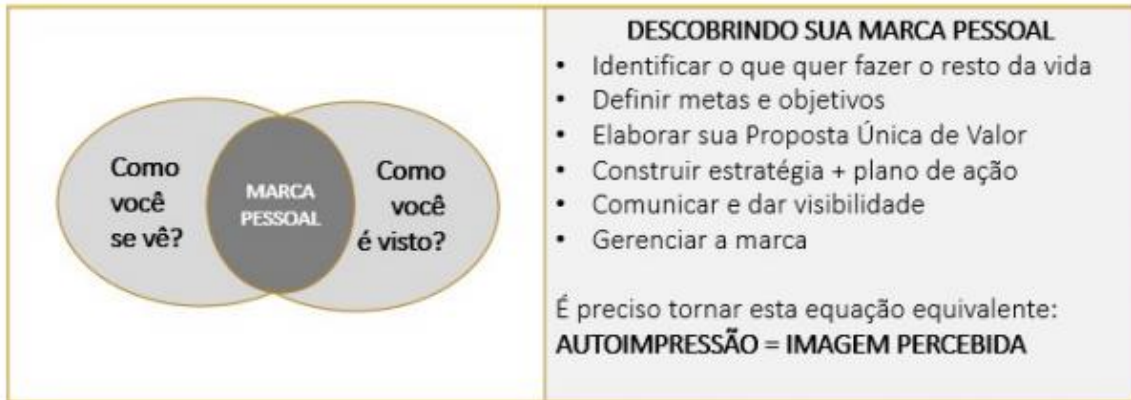 Como
você
se vê?
MARCA
PESSOAL
Como
você
é visto?
DESCOBRINDO SUA MARCA PESSOAL
• Identificar o que quer fazer o resto da vida
• Definir metas e objetivos
• Elaborar sua Proposta Única de Valor
• Construir estratégia + plano de ação
• Comunicar e dar visibilidade
• Gerenciar a marca
É preciso tornar esta equação equivalente:
AUTOIMPRESSÃO = IMAGEM PERCEBIDA